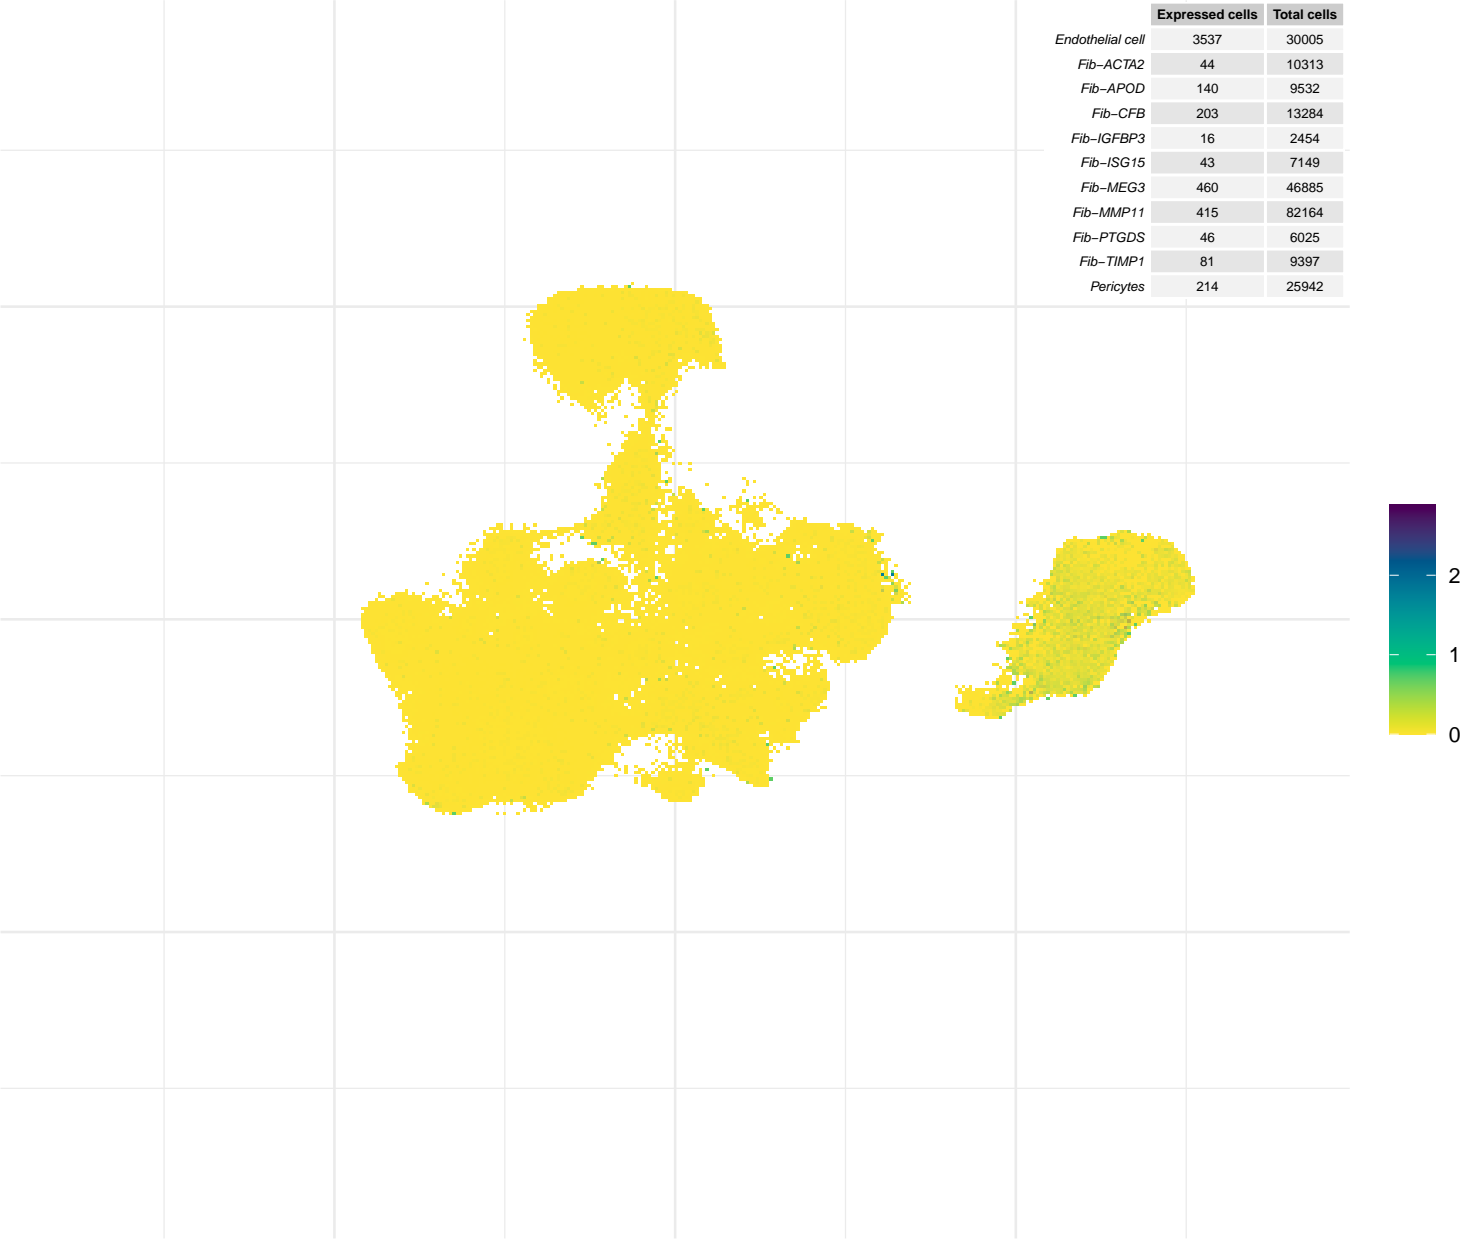 Expressed cells Total cells
Endothelial cell 3537 30005
Fib−ACTA2 44 10313
Fib−APOD 140 9532
Fib−CFB 203 13284
Fib−IGFBP3 16 2454
Fib−ISG15 43 7149
Fib−MEG3 460 46885
Fib−MMP11 415 82164
Fib−PTGDS 46 6025
Fib−TIMP1 81 9397
Pericytes 214 25942
2
1
0